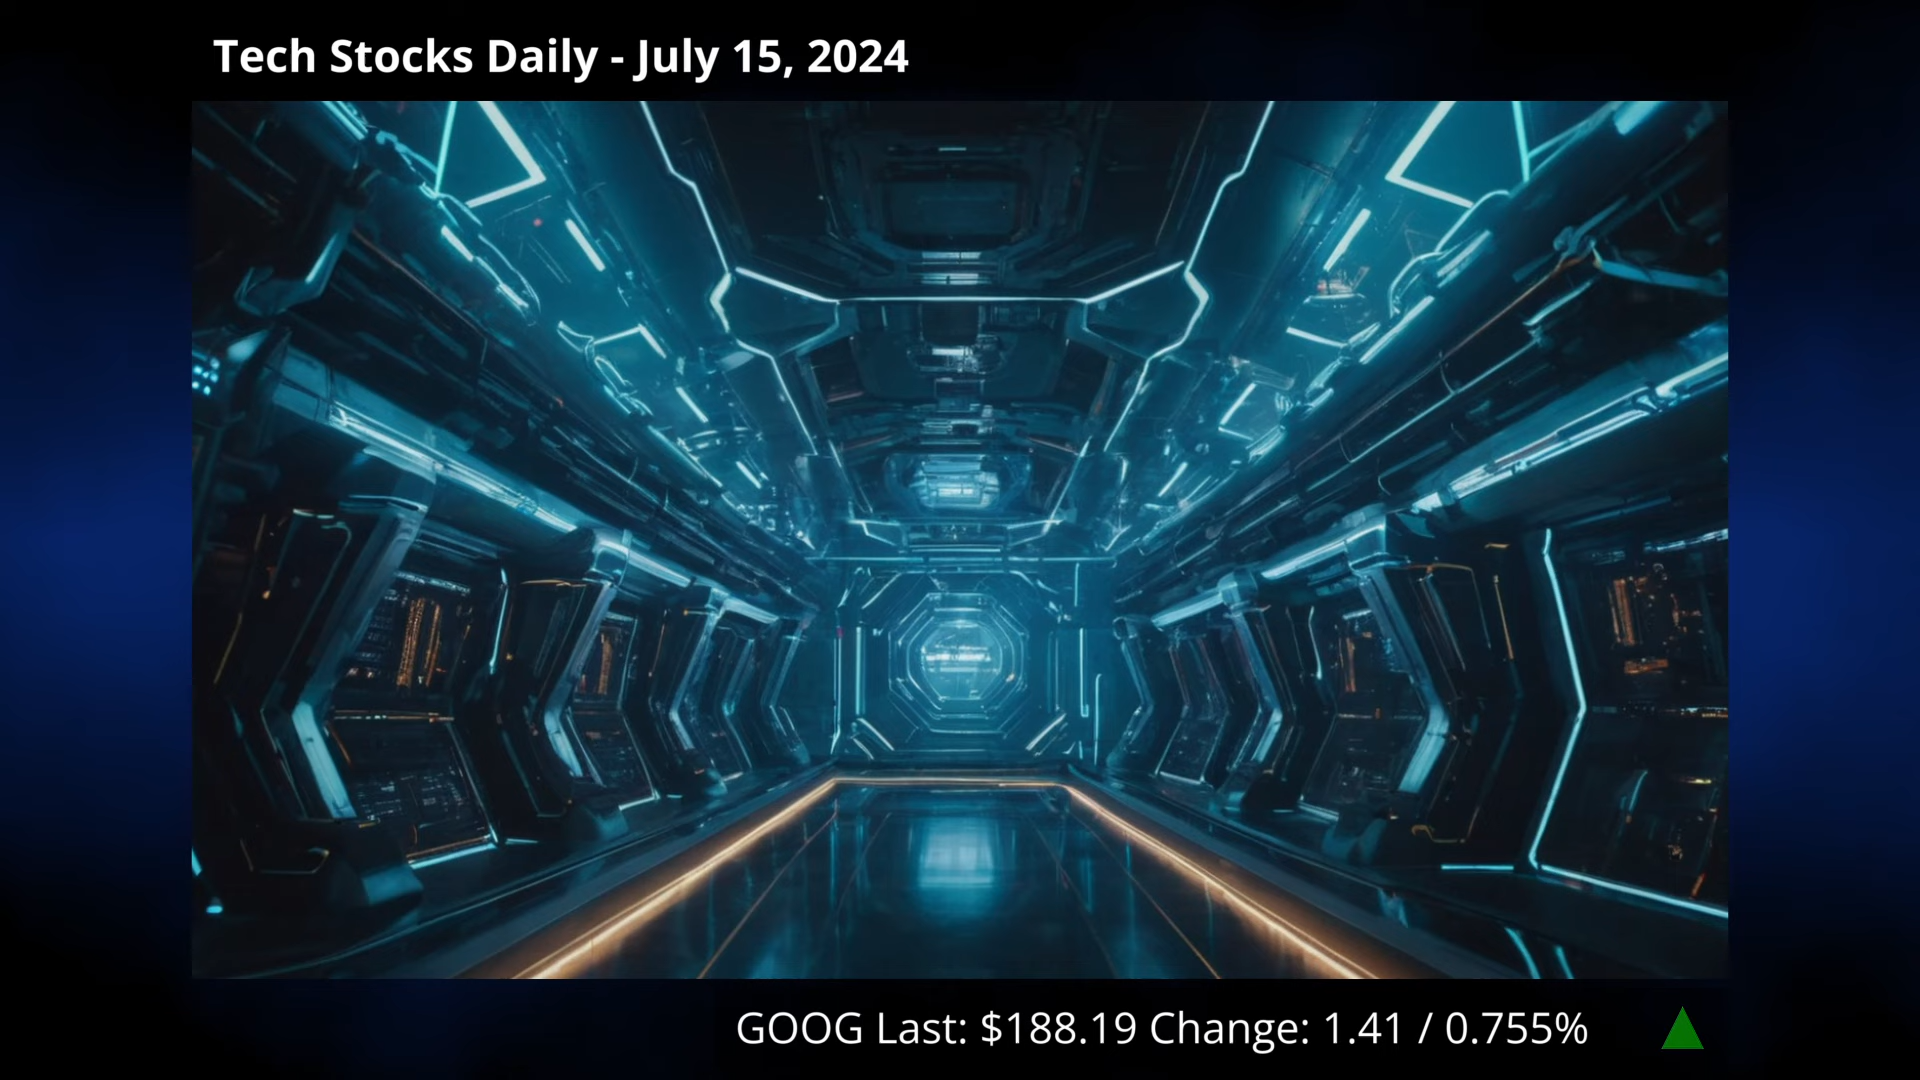 Tech Stocks Daily - July 15, 2024
GOOG Last: $188.19 Change: 1.41 / 0.755%